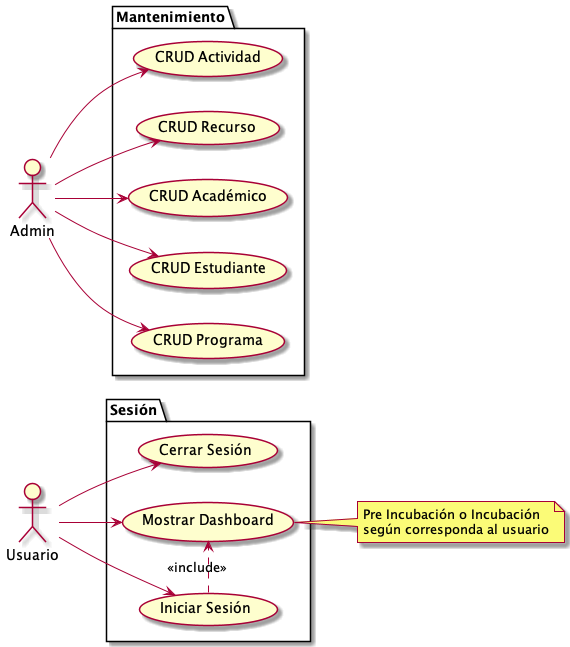 Mantenimiento
CRUD Actividad
CRUD Recurso
CRUD Académico
Admin
CRUD Estudiante
CRUD Programa
Sesión
Cerrar Sesión
Mostrar Dashboard
Pre Incubación o Incubación
según corresponda al usuario
Usuario
«include»
Iniciar Sesión